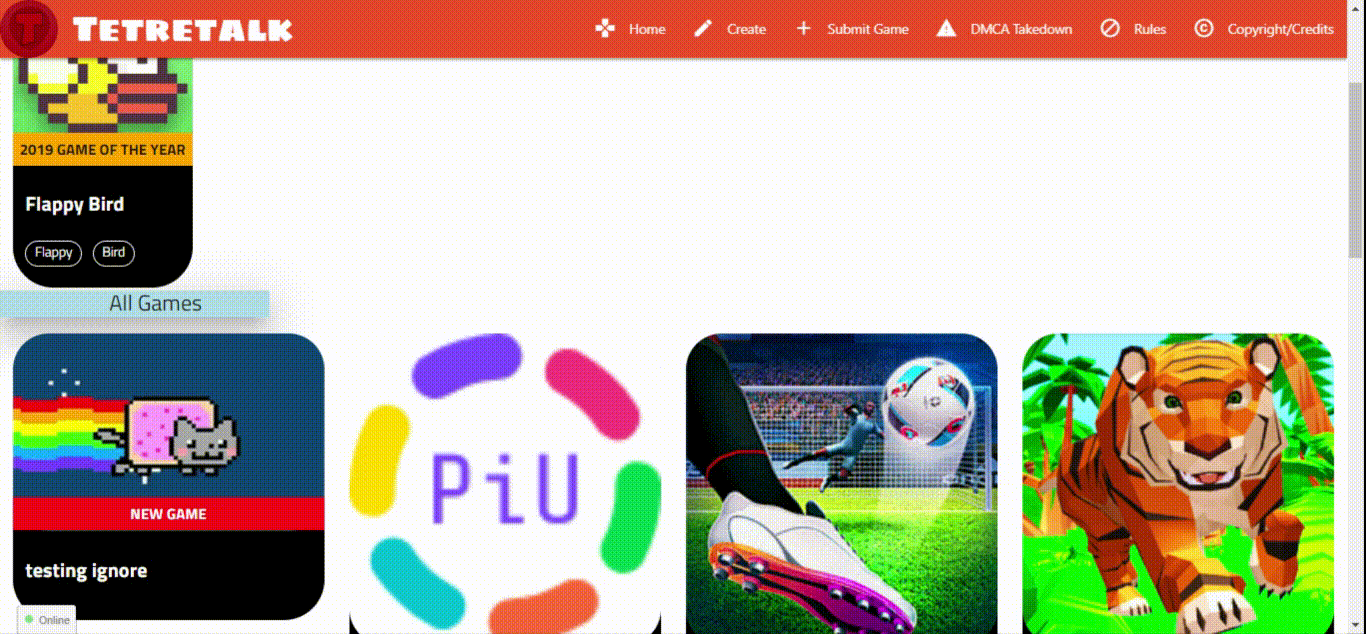 T TETRETALK Home Create Submit Game DMCA Takedown Rules Copyright/Credits
2019 GAME OF THE YEAR
Flappy Bird
Flappy Bird
All Games
PiU
NEW GAME
testing ignore
Online